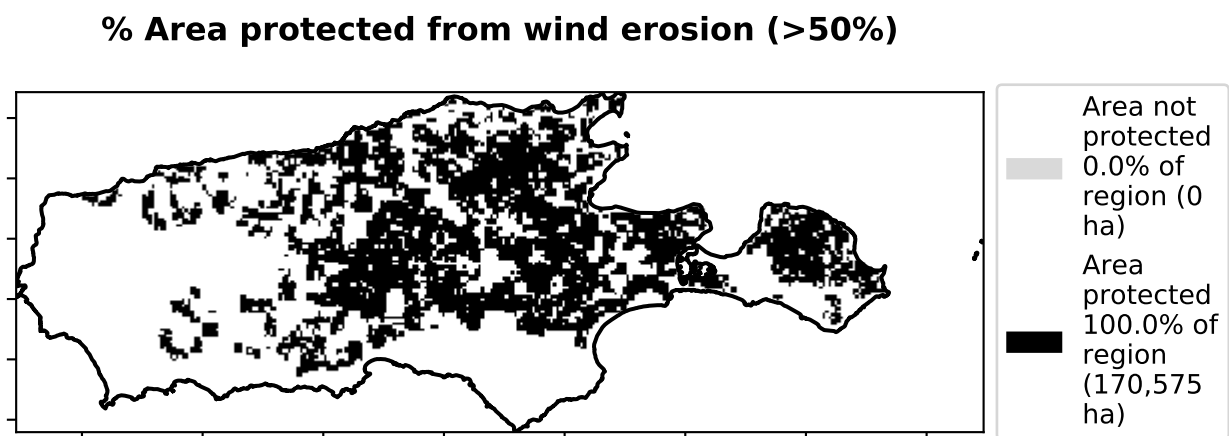 % Area protected from wind erosion (>50%)
Area not
protected
0.0% of
region (0
ha)
Area
protected
100.0% of
region
(170,575
ha)